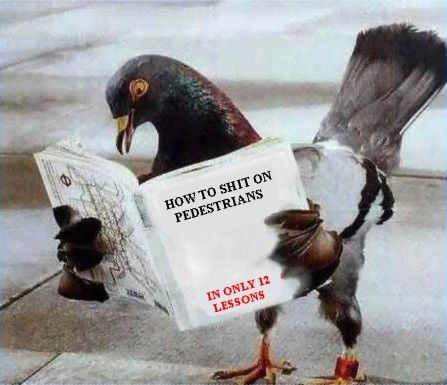 HOW TO SHIT ON
PEDESTRIANS
IN ONLY 12
LESSONS